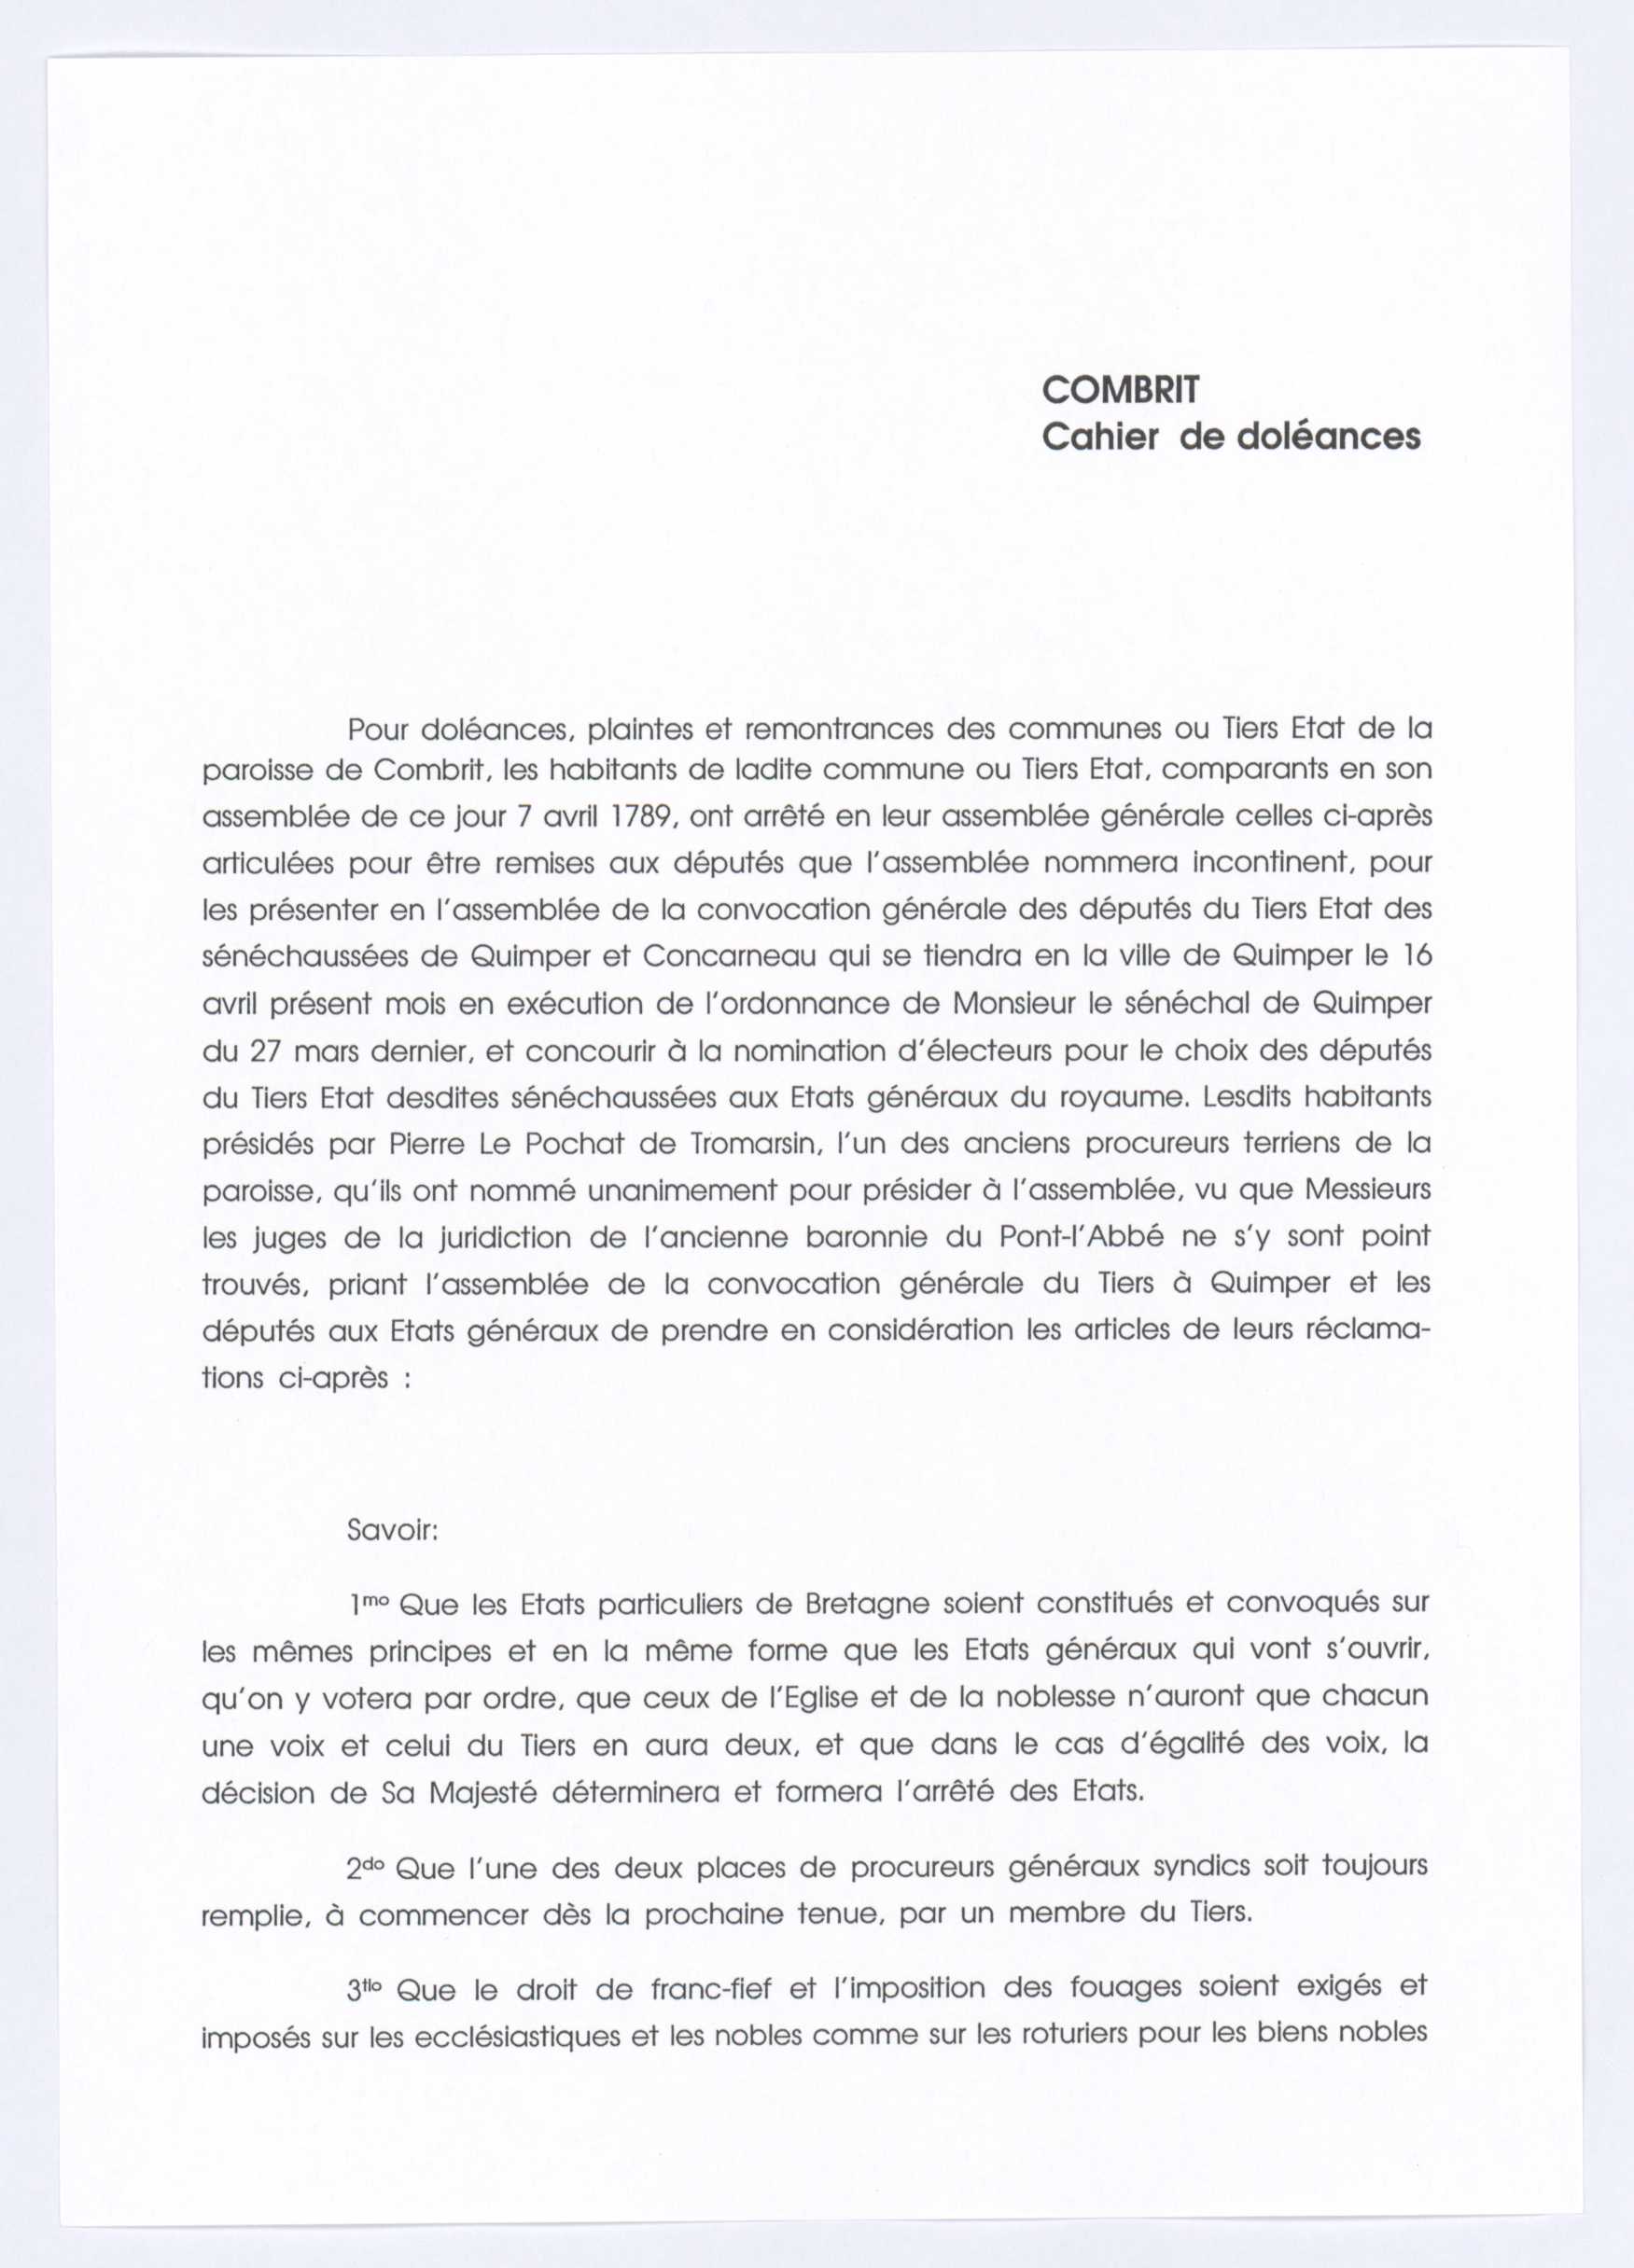 COMBRIT
Cahier de doléances
Pour doléances, plaintes et remontrances des communes ou Tiers Etat de la
paroisse de Combrit, les habitants de ladite commune ou Tiers Etat, comparants en son
assemblée de ce jour 7 avril 1789, ont arrêté en leur assemblée générale celles ci-après
articulées pour être remises aux députés que l'assemblée nommera incontinent, pour
les présenter en l'assemblée de la convocation générale des députés du Tiers Etat des
sénéchaussées de Quimper et Concarneau qui se tiendra en la ville de Quimper le 16
avril présent mois en exécution de l'ordonnance de Monsieur le sénéchal de Quimper
du 27 mars dernier, et concourir à la nomination d'électeurs pour le choix des députés
du Tiers Etat desdites sénéchaussées aux Etats généraux du royaume. Lesdits habitants
présidés par Pierre Le Pochat de Tromarsin, l'un des anciens procureurs terriens de la
paroisse, qu'ils ont nommé unanimement pour présider à l'assemblée, vu que Messieurs
les juges de la juridiction de l'ancienne baronnie du Pont-l'Abbé ne s'y sont point
trouvés, priant l'assemblée de la convocation générale du Tiers à Quimper et les
députés aux Etats généraux de prendre en considération les articles de leurs réclama-
tions ci-après :
Savoir:
1mo Que les Etats particuliers de Bretagne soient constitués et convoqués sur
les mêmes principes et en la même forme que les Etats généraux qui vont s'ouvrir,
qu'on y votera par ordre, que ceux de l'Eglise et de la noblesse n'auront que chacun
une voix et celui du Tiers en aura deux, et que dans le cas d'égalité des voix, la
décision de Sa Majesté déterminera et formera l'arrêté des Etats.
2do Que l'une des deux places de procureurs généraux syndics soit toujours
remplie, à commencer dès la prochaine tenue, par un membre du Tiers.
3tio Que le droit de franc-fief et l'imposition des fouages soient exigés et
imposés sur les ecclésiastiques et les nobles comme sur les roturiers pour les biens nobles